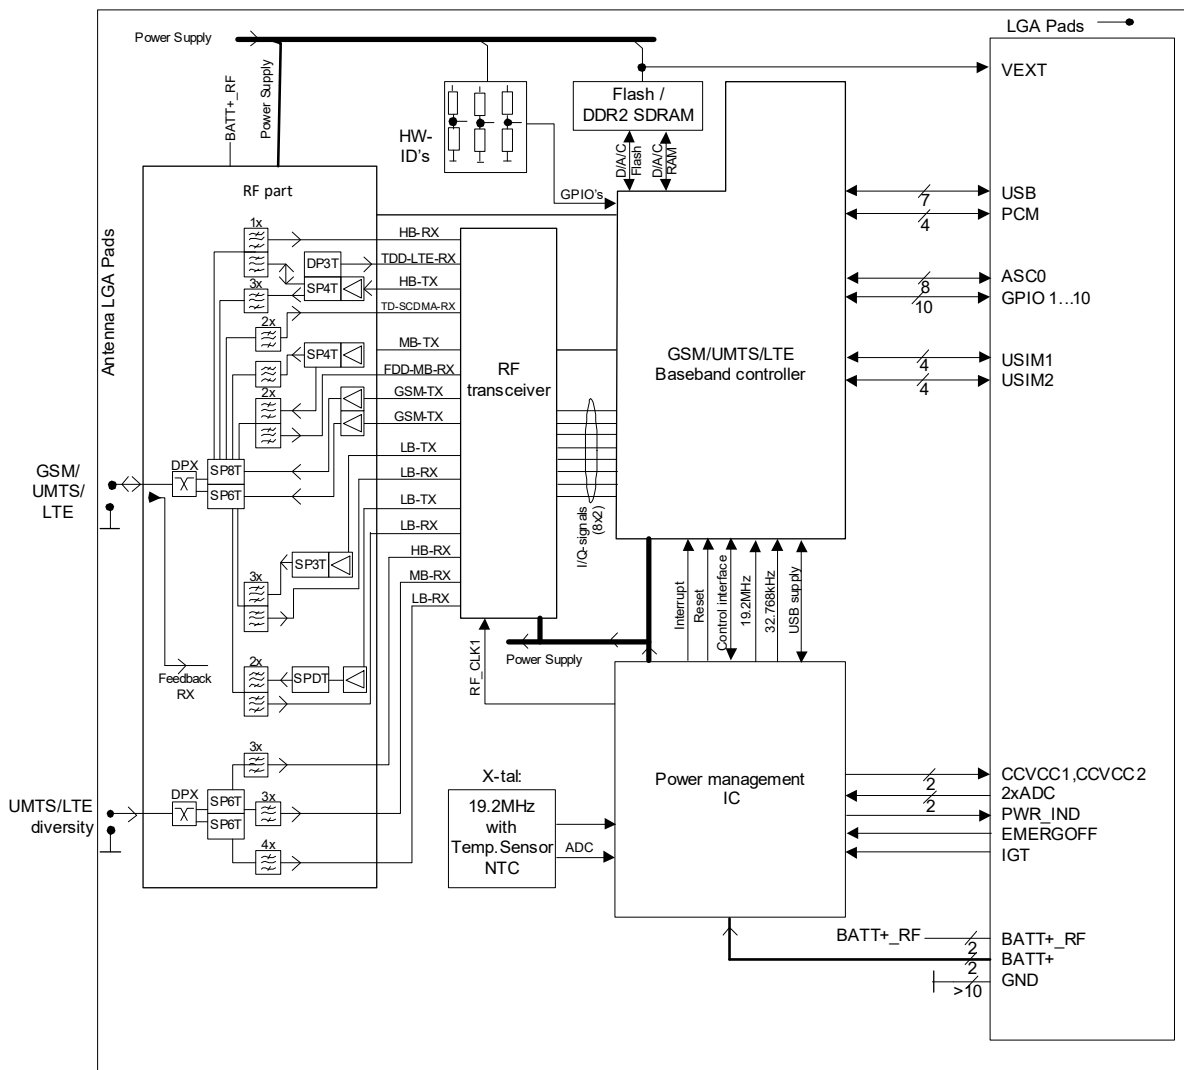 LGA Pads
Power Supply
VEXT
BATT+_RF
Power Supply
HW-
ID's
Flash /
DDR2 SDRAM
D/A/C
Flash
D/A/C
RAM
GPIO's
Antenna LGA Pads
RF part
1x
HB-RX
DP3T
TDD-LTE-RX
SP4T
HB-TX
3x
TD-SCDMA-RX
2x
MB-TX
SP4T
FDD-MB-RX
2x
GSM-TX
GSM-TX
LB-TX
DPX
SP8T
SP6T
LB-RX
LB-TX
LB-RX
HB-RX
MB-RX
LB-RX
SP3T
3x
Feedback
RX
2x
SPDT
3x
DPX
SP6T
SP6T
3x
4x
GSM/
UMTS/
LTE
UMTS/LTE
diversity
RF
transceiver
I/Q-signals
(8x2)
GSM/UMTS/LTE
Baseband controller
USB
7
PCM
4
ASC0
8
GPIO 1...10
10
USIM1
4
USIM2
4
Interrupt
Reset
Control interface
19.2MHz
32.768kHz
USB supply
Power Supply
RF_CLK1
X-tal:
19.2MHz
with
Temp.Sensor
NTC
ADC
Power management
IC
CCVCC1,CCVCC2
2
2xADC
2
PWR_IND
EMERGOFF
IGT
BATT+_RF
BATT+_RF
2
BATT+
2
GND
>10